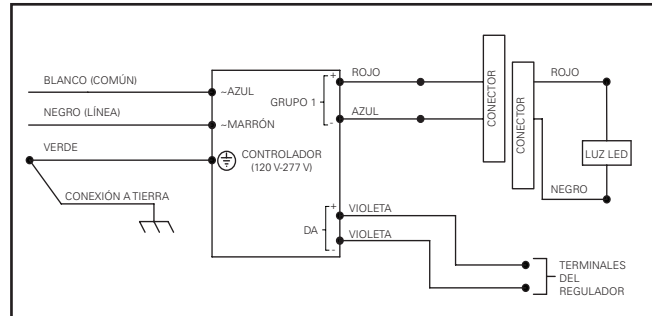 BLANCO (COMÚN)
NEGRO (LÍNEA)
VERDE
CONEXIÓN A TIERRA
~AZUL
~MARRÓN
CONTROLADOR
(120 V-277 V)
GRUPO 1
+
-
DA
+
-
ROJO
AZUL
VIOLETA
VIOLETA
CONECTOR
CONECTOR
ROJO
LUZ LED
NEGRO
TERMINALES
DEL
REGULADOR